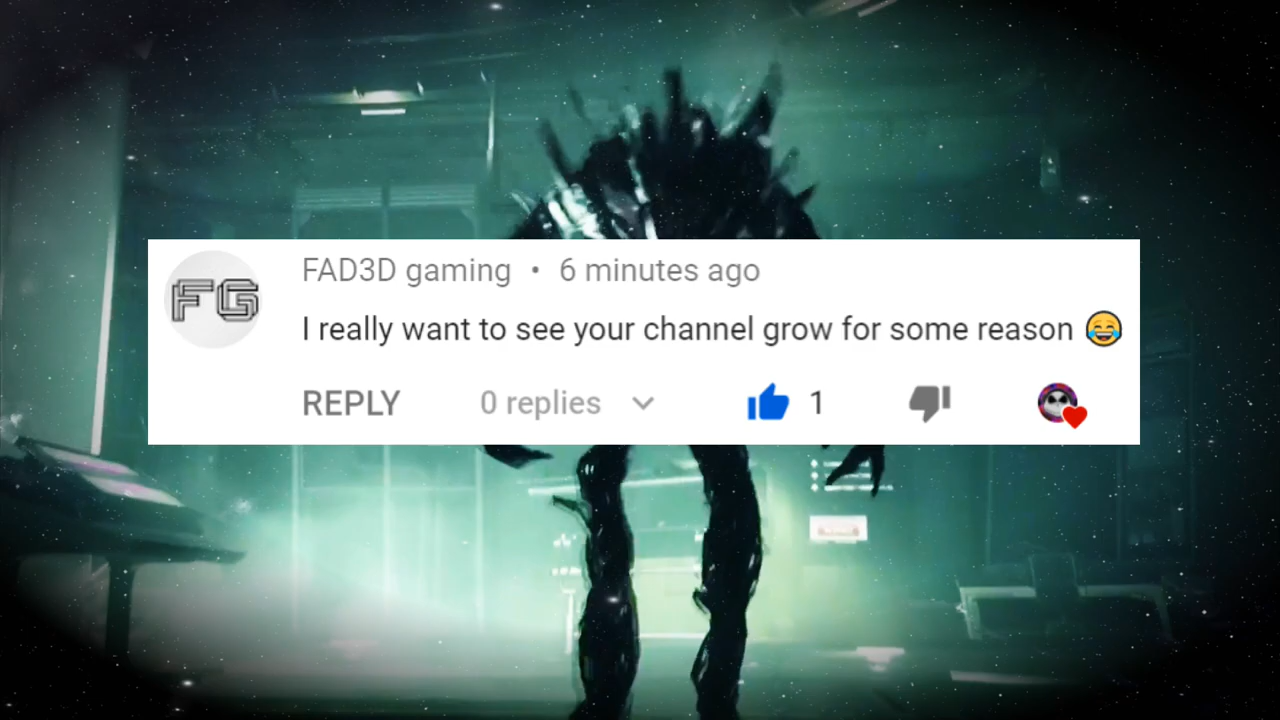 FG
FAD3D gaming • 6 minutes ago
I really want to see your channel grow for some reason 😂
REPLY 0 replies 1